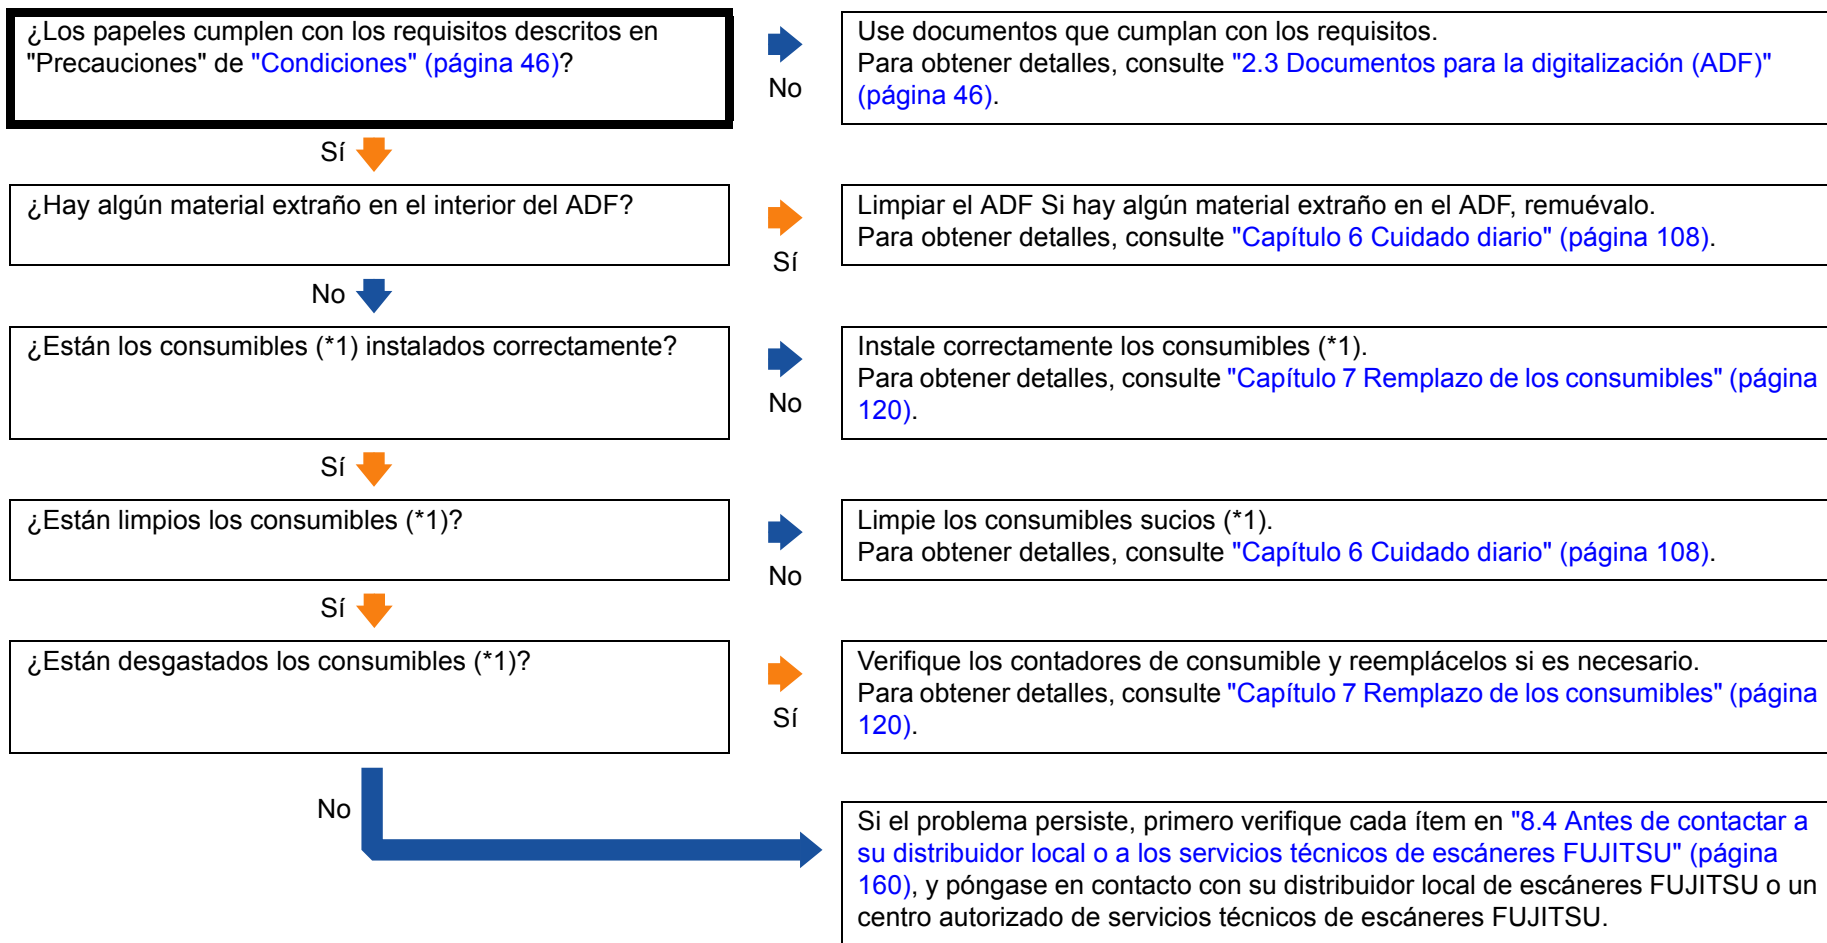 ¿Los papeles cumplen con los requisitos descritos en
"Precauciones" de "Condiciones" (página 46)?
No
Use documentos que cumplan con los requisitos.
Para obtener detalles, consulte "2.3 Documentos para la digitalización (ADF)"
(página 46).
Sí
¿Hay algún material extraño en el interior del ADF?
Sí
Limpiar el ADF Si hay algún material extraño en el ADF, remuévalo.
Para obtener detalles, consulte "Capítulo 6 Cuidado diario" (página 108).
No
¿Están los consumibles (*1) instalados correctamente?
No
Instale correctamente los consumibles (*1).
Para obtener detalles, consulte "Capítulo 7 Remplazo de los consumibles" (página
120).
Sí
¿Están limpios los consumibles (*1)?
No
Limpie los consumibles sucios (*1).
Para obtener detalles, consulte "Capítulo 6 Cuidado diario" (página 108).
Sí
¿Están desgastados los consumibles (*1)?
Sí
Verifique los contadores de consumible y reemplácelos si es necesario.
Para obtener detalles, consulte "Capítulo 7 Remplazo de los consumibles" (página
120).
No
Si el problema persiste, primero verifique cada ítem en "8.4 Antes de contactar a
su distribuidor local o a los servicios técnicos de escáneres FUJITSU" (página
160), y póngase en contacto con su distribuidor local de escáneres FUJITSU o un
centro autorizado de servicios técnicos de escáneres FUJITSU.